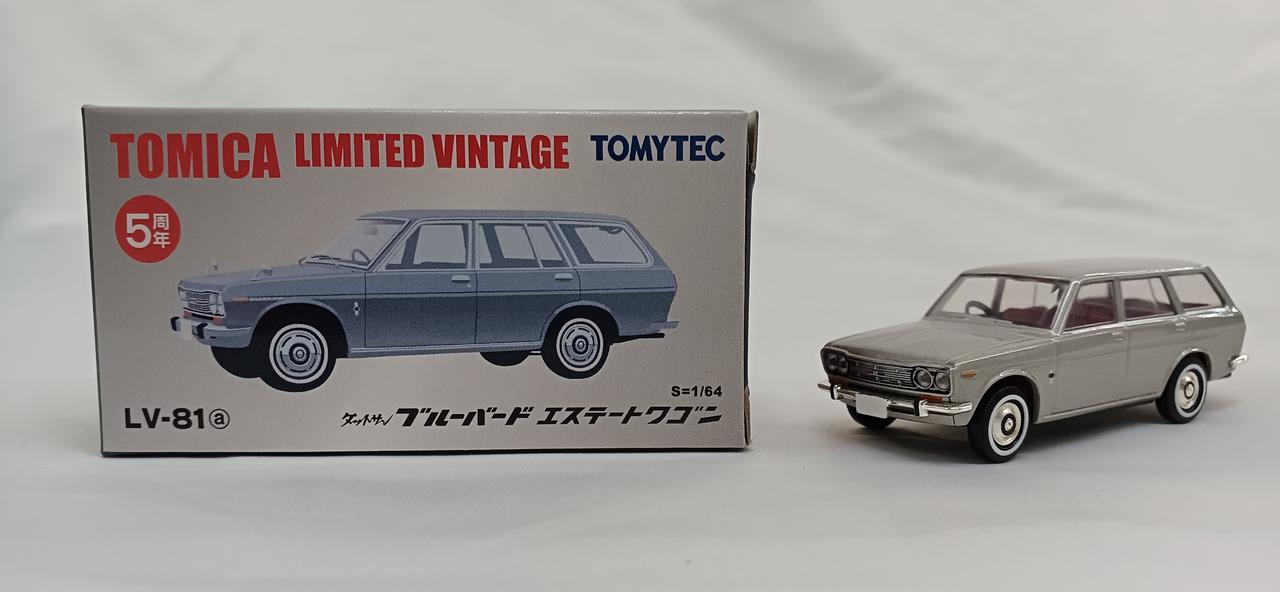 TOMICA LIMITED VINTAGE TOMYTEC
5周年
S=1/64
LV-81ⓐ ダットサン ブルーバード エステートワゴン